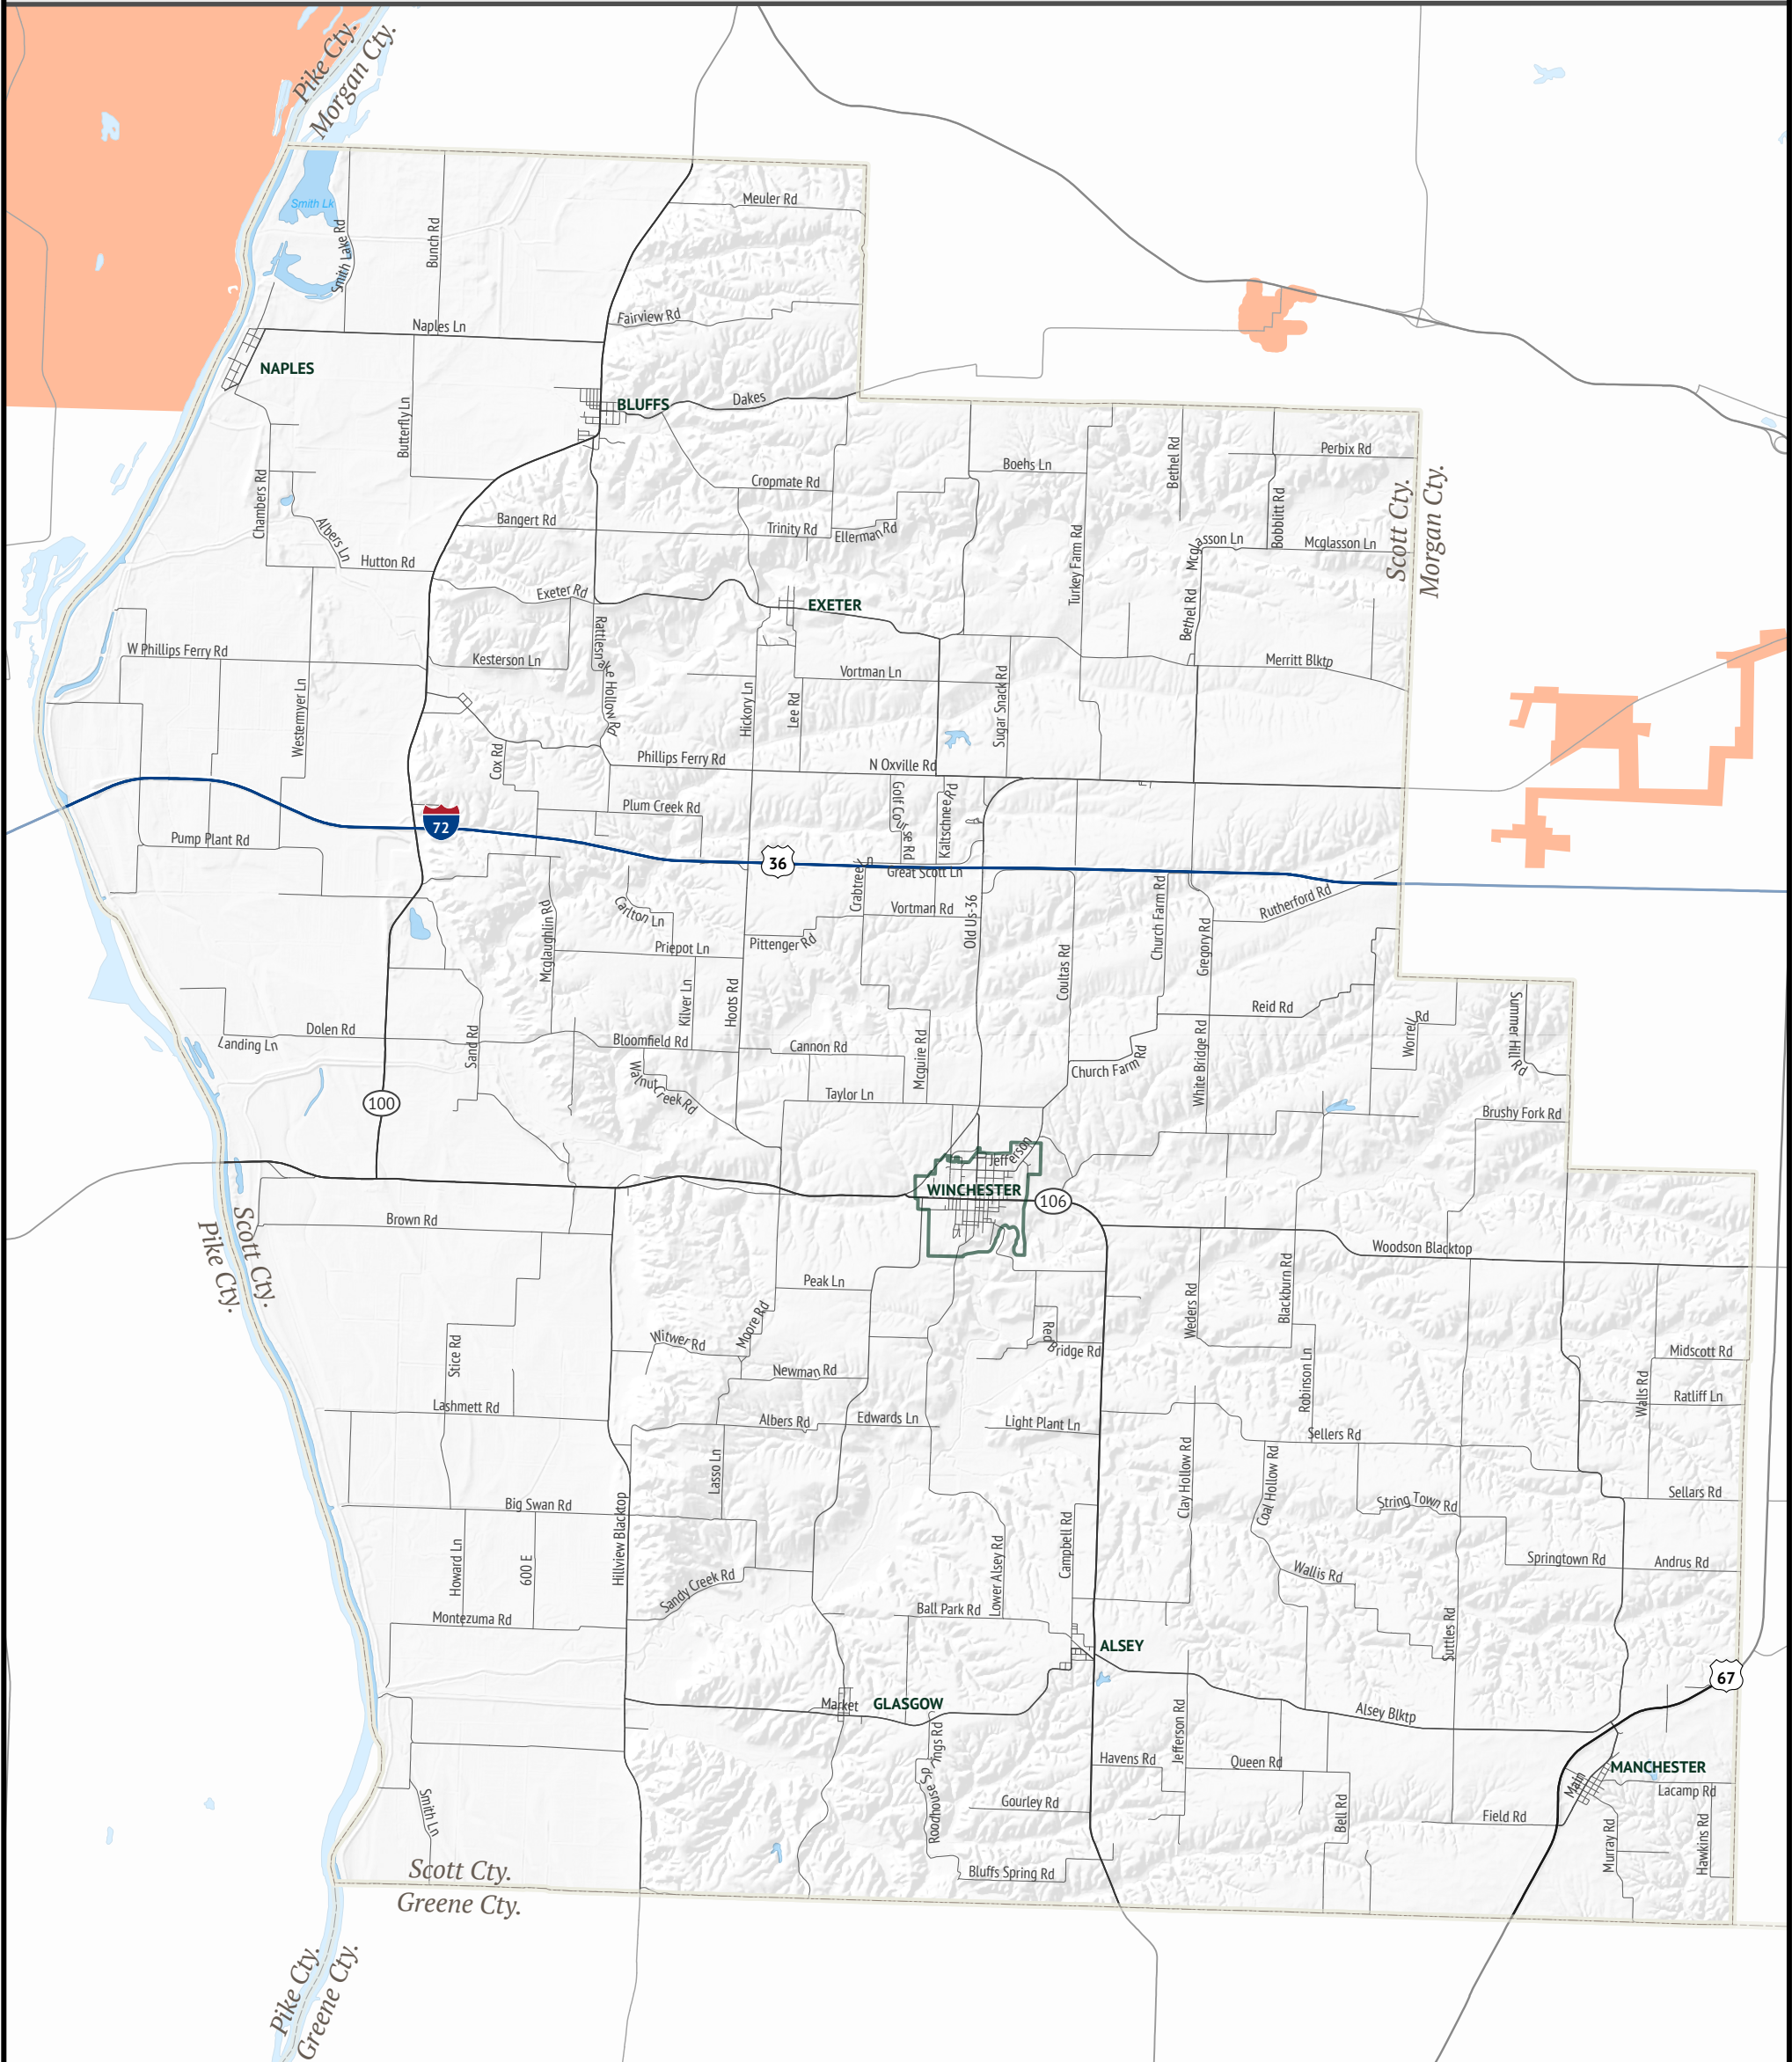 Pike Cty.
Morgan Cty.
Smith Lk
Smith Lake Rd
Bunch Rd
Meuler Rd
Fairview Rd
Naples Ln
NAPLES
BLUFFS
Dakes
Butterfly Ln
Chambers Rd
Albers Ln
Hutton Rd
Bangert Rd
Cropmate Rd
Trinity Rd
Ellerman Rd
Boehs Ln
Bethel Rd
Perbix Rd
Bobblitt Rd
Mcglasson Ln
Mcglasson Ln
Scott Cty.
Morgan Cty.
Turkey Farm Rd
Bethel Rd
Exeter Rd
EXETER
W Phillips Ferry Rd
Kesterson Ln
Rattlesnake Hollow Rd
Vortman Ln
Merritt Blktp
Westermyer Ln
Hickory Ln
Lee Rd
Sugar Snack Rd
Cox Rd
Phillips Ferry Rd
N Oxville Rd
Plum Creek Rd
Golf Course Rd
Kaltschnee Rd
72
36
Pump Plant Rd
Great Scott Ln
Crabtree Ln
Vortman Rd
Old Us-36
Rutherford Rd
Church Farm Rd
Gregory Rd
Mcglauhlin Rd
Carlton Ln
Priepot Ln
Pittenger Rd
Kilver Ln
Hoots Rd
Coultas Rd
Reid Rd
Worrel Rd
Summer Hill Rd
Dolen Rd
Landing Ln
Sand Rd
Bloomfield Rd
Cannon Rd
Mcguire Rd
Church Farm Rd
White Bridge Rd
Walnut Creek Rd
Taylor Ln
Brushy Fork Rd
100
Jefferson
WINCHESTER
106
Scott Cty.
Pike Cty.
Brown Rd
Woodson Blacktop
Peak Ln
Weders Rd
Blackburn Rd
Moore Rd
Witwer Rd
Red Bridge Rd
Stice Rd
Newman Rd
Robinson Ln
Midscott Rd
Walls Rd
Ratliff Ln
Lashmett Rd
Albers Rd
Edwards Ln
Light Plant Ln
Sellers Rd
Lasso Ln
Clay Hollow Rd
Coal Hollow Rd
Big Swan Rd
String Town Rd
Sellars Rd
Hillview Blacktop
Howard Ln
600 E
Campbell Rd
Lower Alsey Rd
Springtown Rd
Andrus Rd
Wallis Rd
Sandy Creek Rd
Montezuma Rd
Ball Park Rd
Suttles Rd
ALSEY
67
Market
GLASGOW
Alsey Blktp
Jefferson Rd
Roodhouse Springs Rd
Havens Rd
Queen Rd
MANCHESTER
Main
Lacamp Rd
Smith Ln
Gourley Rd
Bell Rd
Field Rd
Murray Rd
Hawkins Rd
Bluffs Spring Rd
Scott Cty.
Greene Cty.
Pike Cty.
Greene Cty.